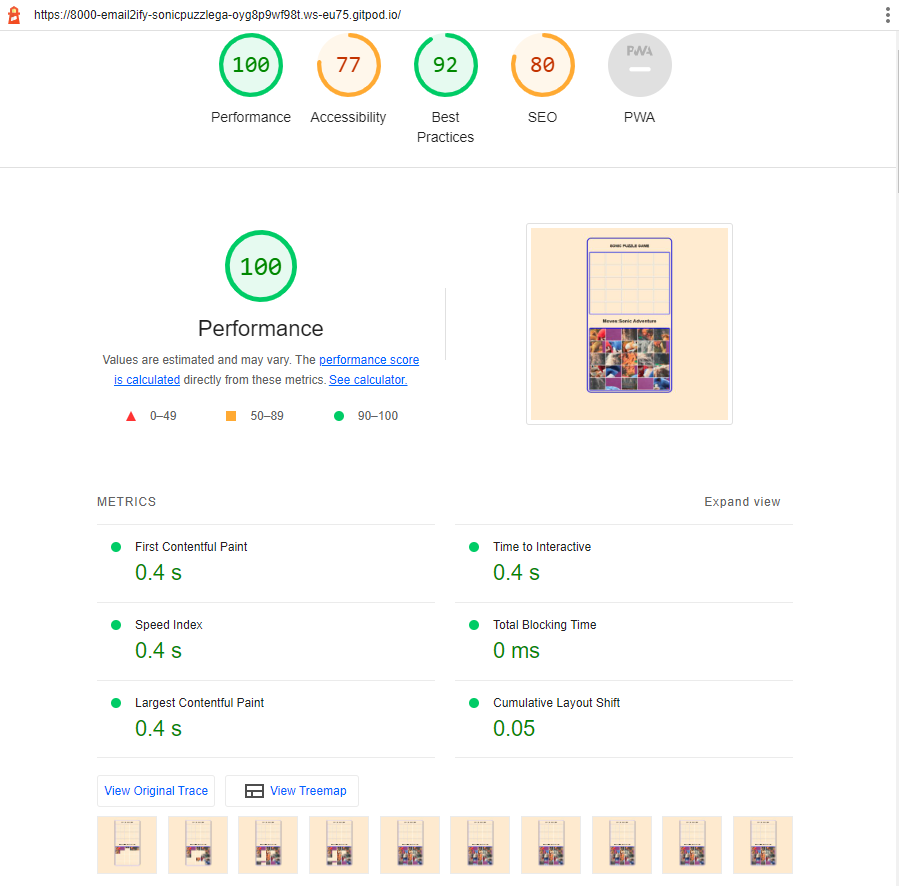 https://8000-email2ify-sonicpuzzlega-oyg8p9wf98t.ws-eu75.gitpod.io/
100 77 92 80 PWA
Performance Accessibility Best Practices SEO PWA
100
Performance
Values are estimated and may vary. The performance score
is calculated directly from these metrics. See calculator.
0–49 50–89 90–100
SONIC PUZZLE GAME
Moves:Sonic Adventure
METRICS Expand view
First Contentful Paint
0.4 s
Time to Interactive
0.4 s
Speed Index
0.4 s
Total Blocking Time
0 ms
Largest Contentful Paint
0.4 s
Cumulative Layout Shift
0.05
View Original Trace View Treemap